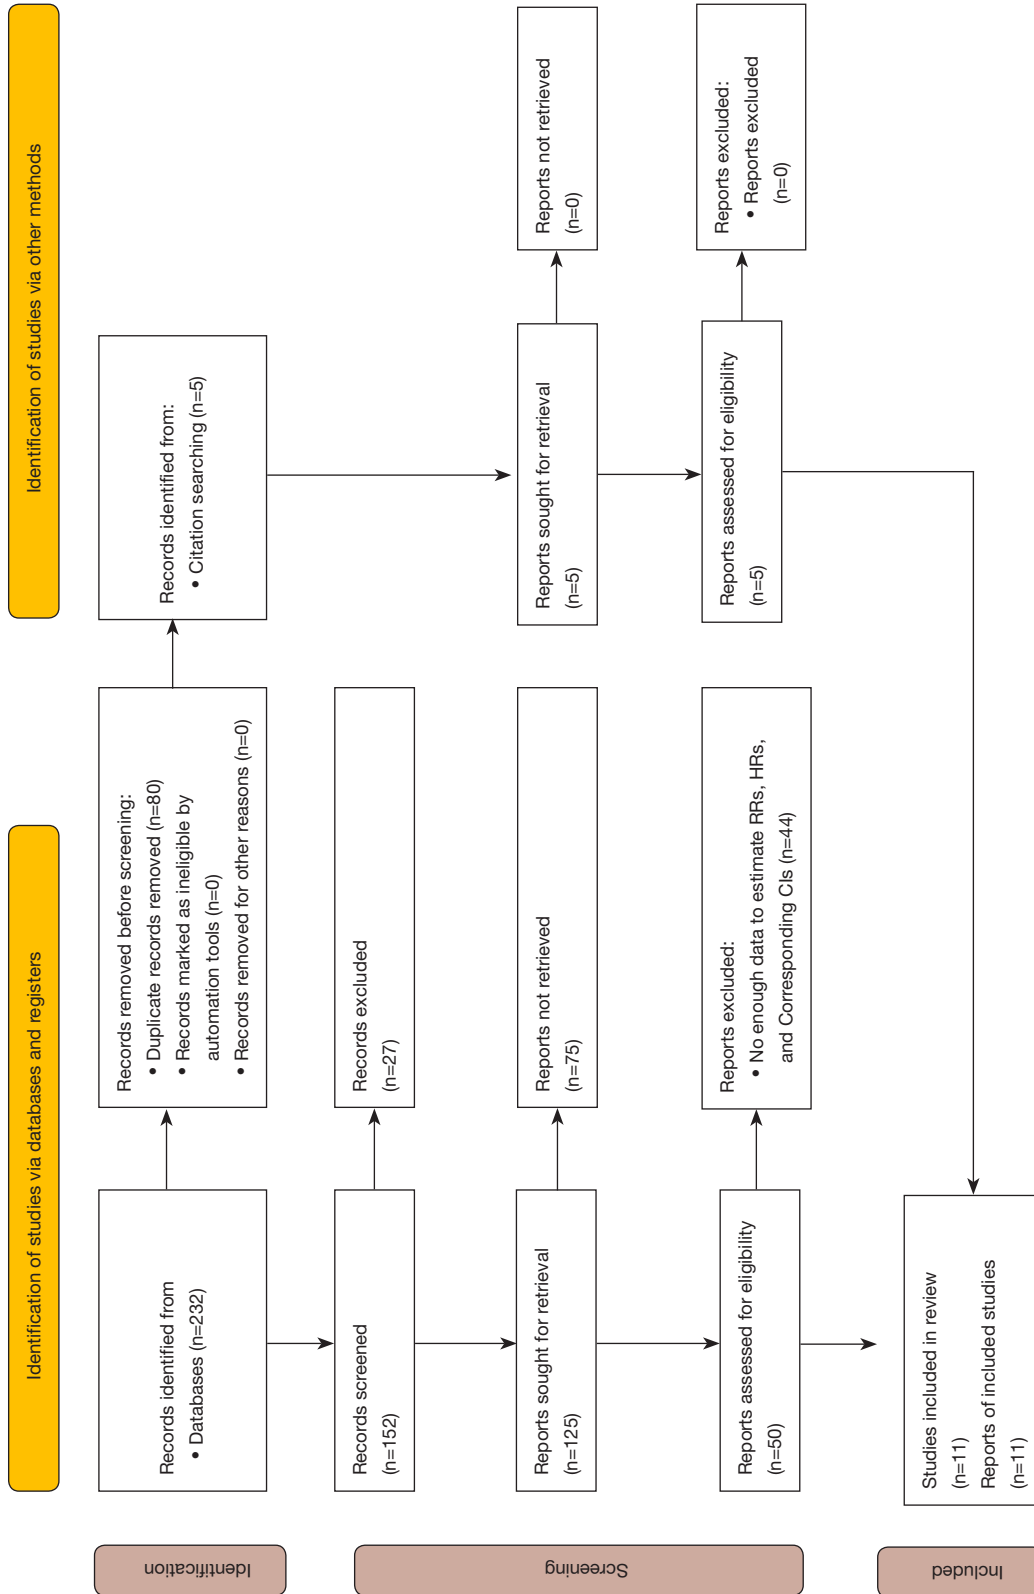 Identification of studies via databases and registers
Identification of studies via other methods
Identification
Records identified from
• Databases (n=232)
Records removed before screening:
• Duplicate records removed (n=80)
• Records marked as ineligible by
automation tools (n=0)
• Records removed for other reasons (n=0)
Records identified from:
• Citation searching (n=5)
Screening
Records screened
(n=152)
Records excluded
(n=27)
Reports sought for retrieval
(n=125)
Reports not retrieved
(n=75)
Reports sought for retrieval
(n=5)
Reports not retrieved
(n=0)
Reports assessed for eligibility
(n=50)
Reports excluded:
• No enough data to estimate RRs, HRs,
and Corresponding CIs (n=44)
Reports assessed for eligibility
(n=5)
Reports excluded:
• Reports excluded
(n=0)
Included
Studies included in review
(n=11)
Reports of included studies
(n=11)